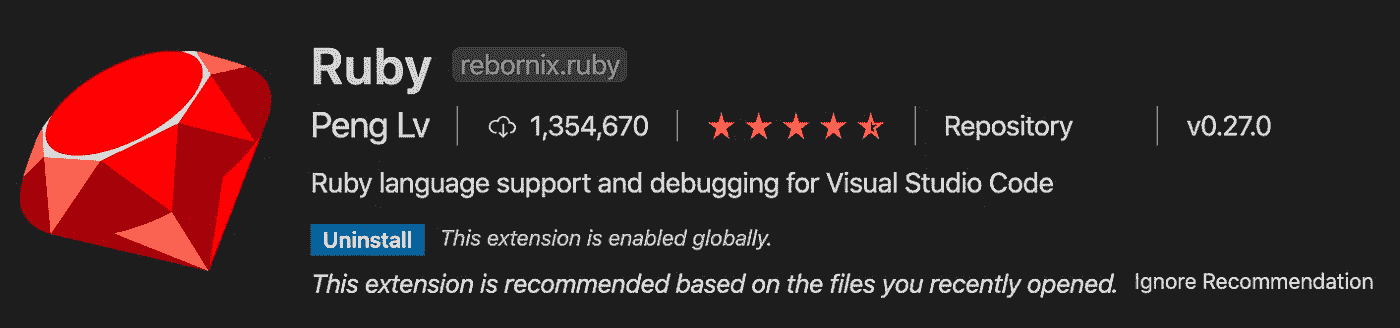 Ruby rebornix.ruby
Peng Lv 1,354,670 Repository v0.27.0
Ruby language support and debugging for Visual Studio Code
Uninstall This extension is enabled globally.
This extension is recommended based on the files you recently opened. Ignore Recommendation